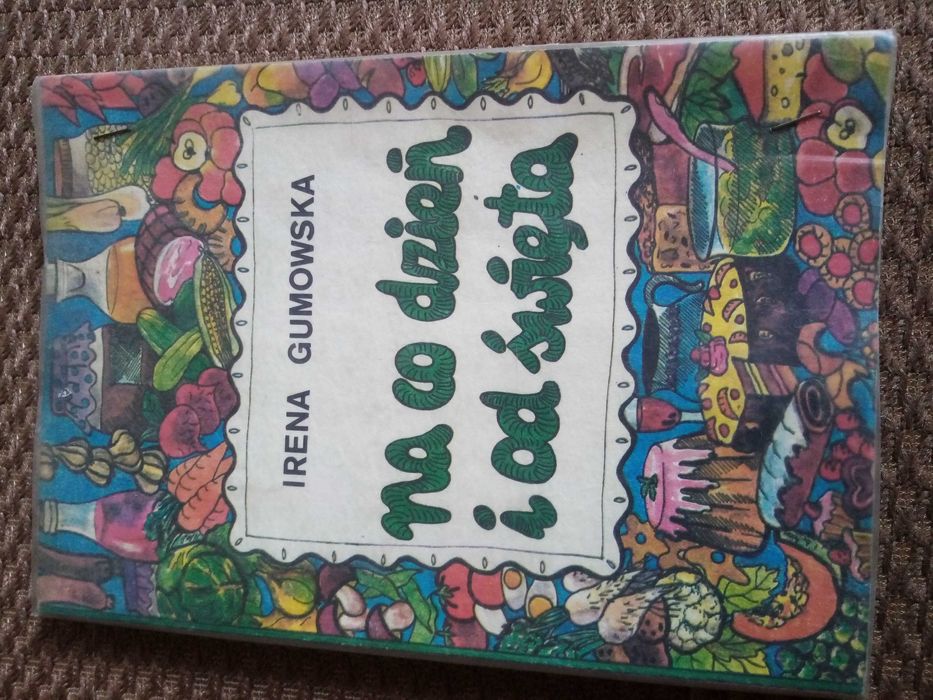 IRENA GUMOWSKA
na co dzień
i od święta